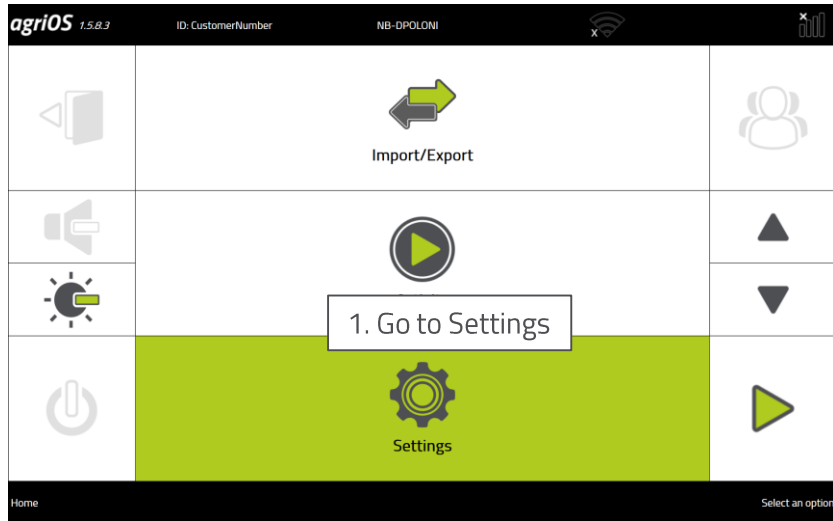 agriOS 1.5.8.3 ID: CustomerNumber NB-DPOLONI x x
Import/Export
1. Go to Settings
Settings
Home Select an option